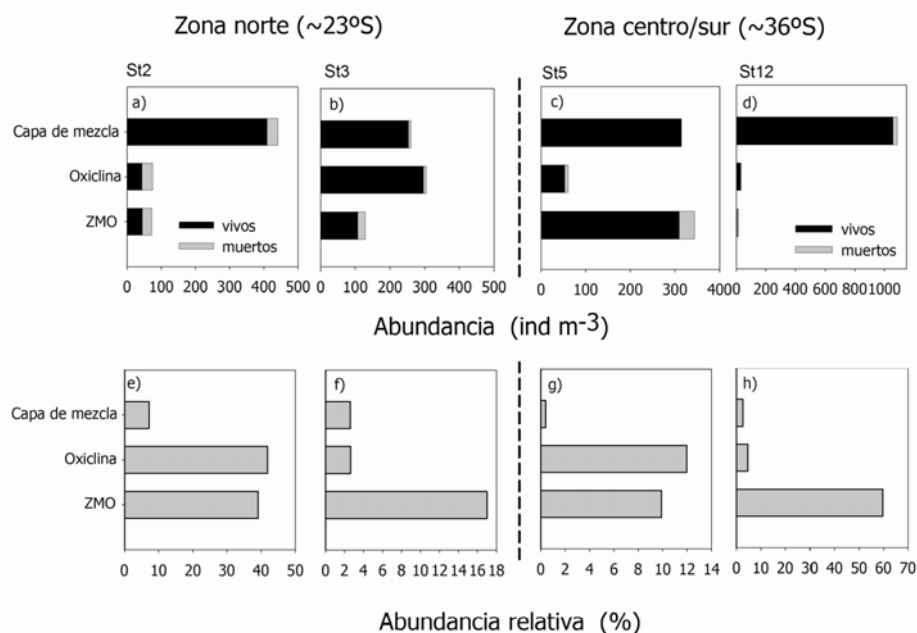 Zona norte (~23ºS) Zona centro/sur (~36ºS)
St2 St3 St5 St12
a) b) c) d)
Capa de mezcla
Oxiclina
ZMO
vivos
muertos
vivos
muertos
0 100 200 300 400 500 0 100 200 300 400 500 0 100 200 300 400 0 200 400 600 800 1000
Abundancia (ind m-3)
e) f) g) h)
Capa de mezcla
Oxiclina
ZMO
0 20 40 60 0 2 4 6 8 10 12 14 16 18 0 2 4 6 8 10 12 14 0 10 20 30 40 50 60 70
Abundancia relativa (%)